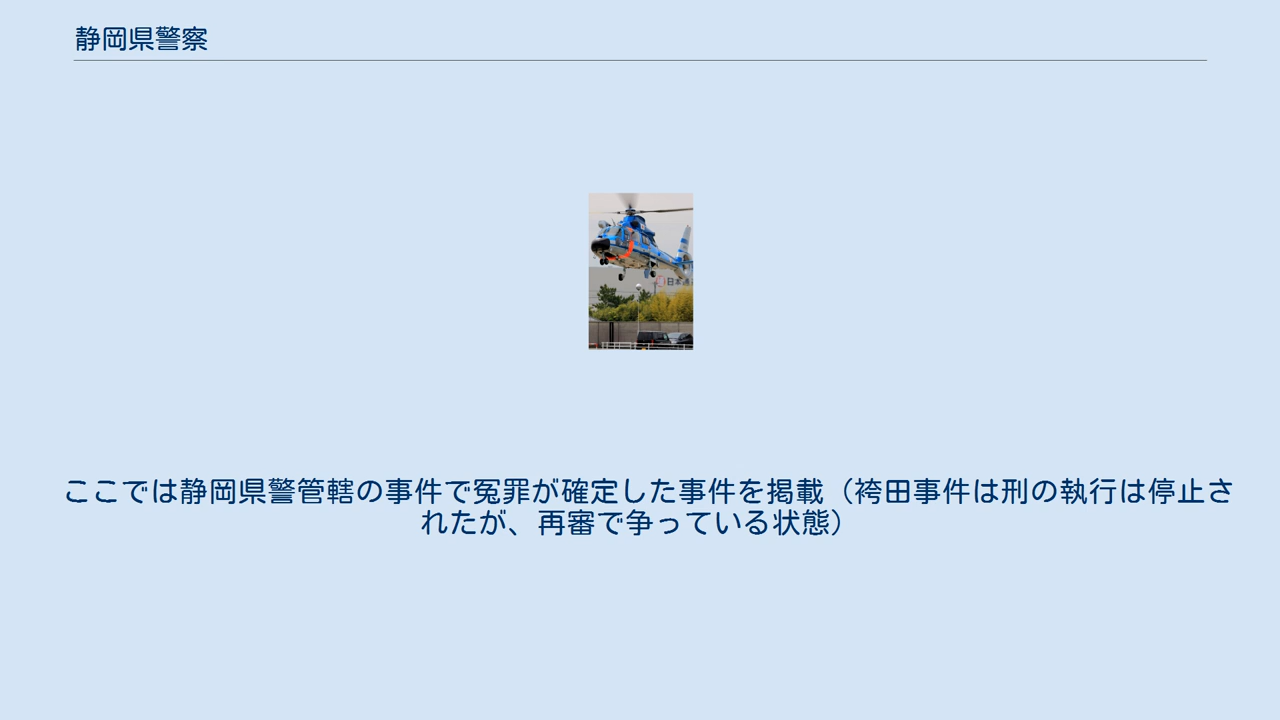 静岡県警察
日本通
ここでは静岡県警管轄の事件で冤罪が確定した事件を掲載（袴田事件は刑の執行は停止さ
れたが、再審で争っている状態）